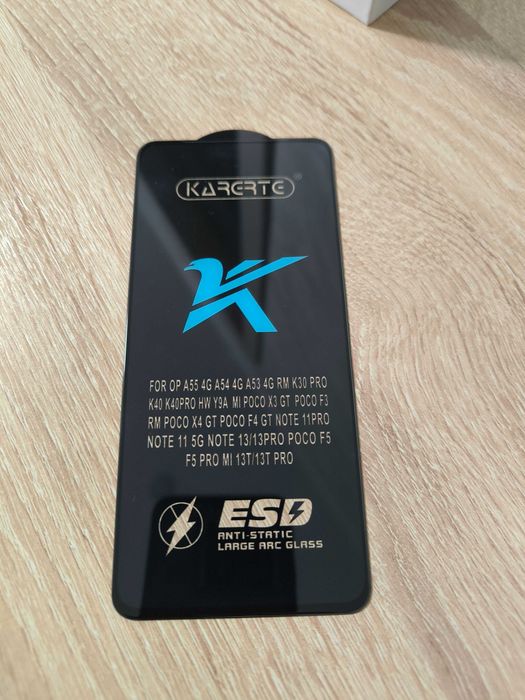 KARERTE®
FOR OP A55 4G A54 4G A53 4G RM K30 PRO
K40 K40PRO HW Y9A MI POCO X3 GT POCO F3
RM POCO X4 GT POCO F4 GT NOTE 11PRO
NOTE 11 5G NOTE 13/13PRO POCO F5
F5 PRO MI 13T/13T PRO
ESD
ANTI-STATIC
LARGE ARC GLASS